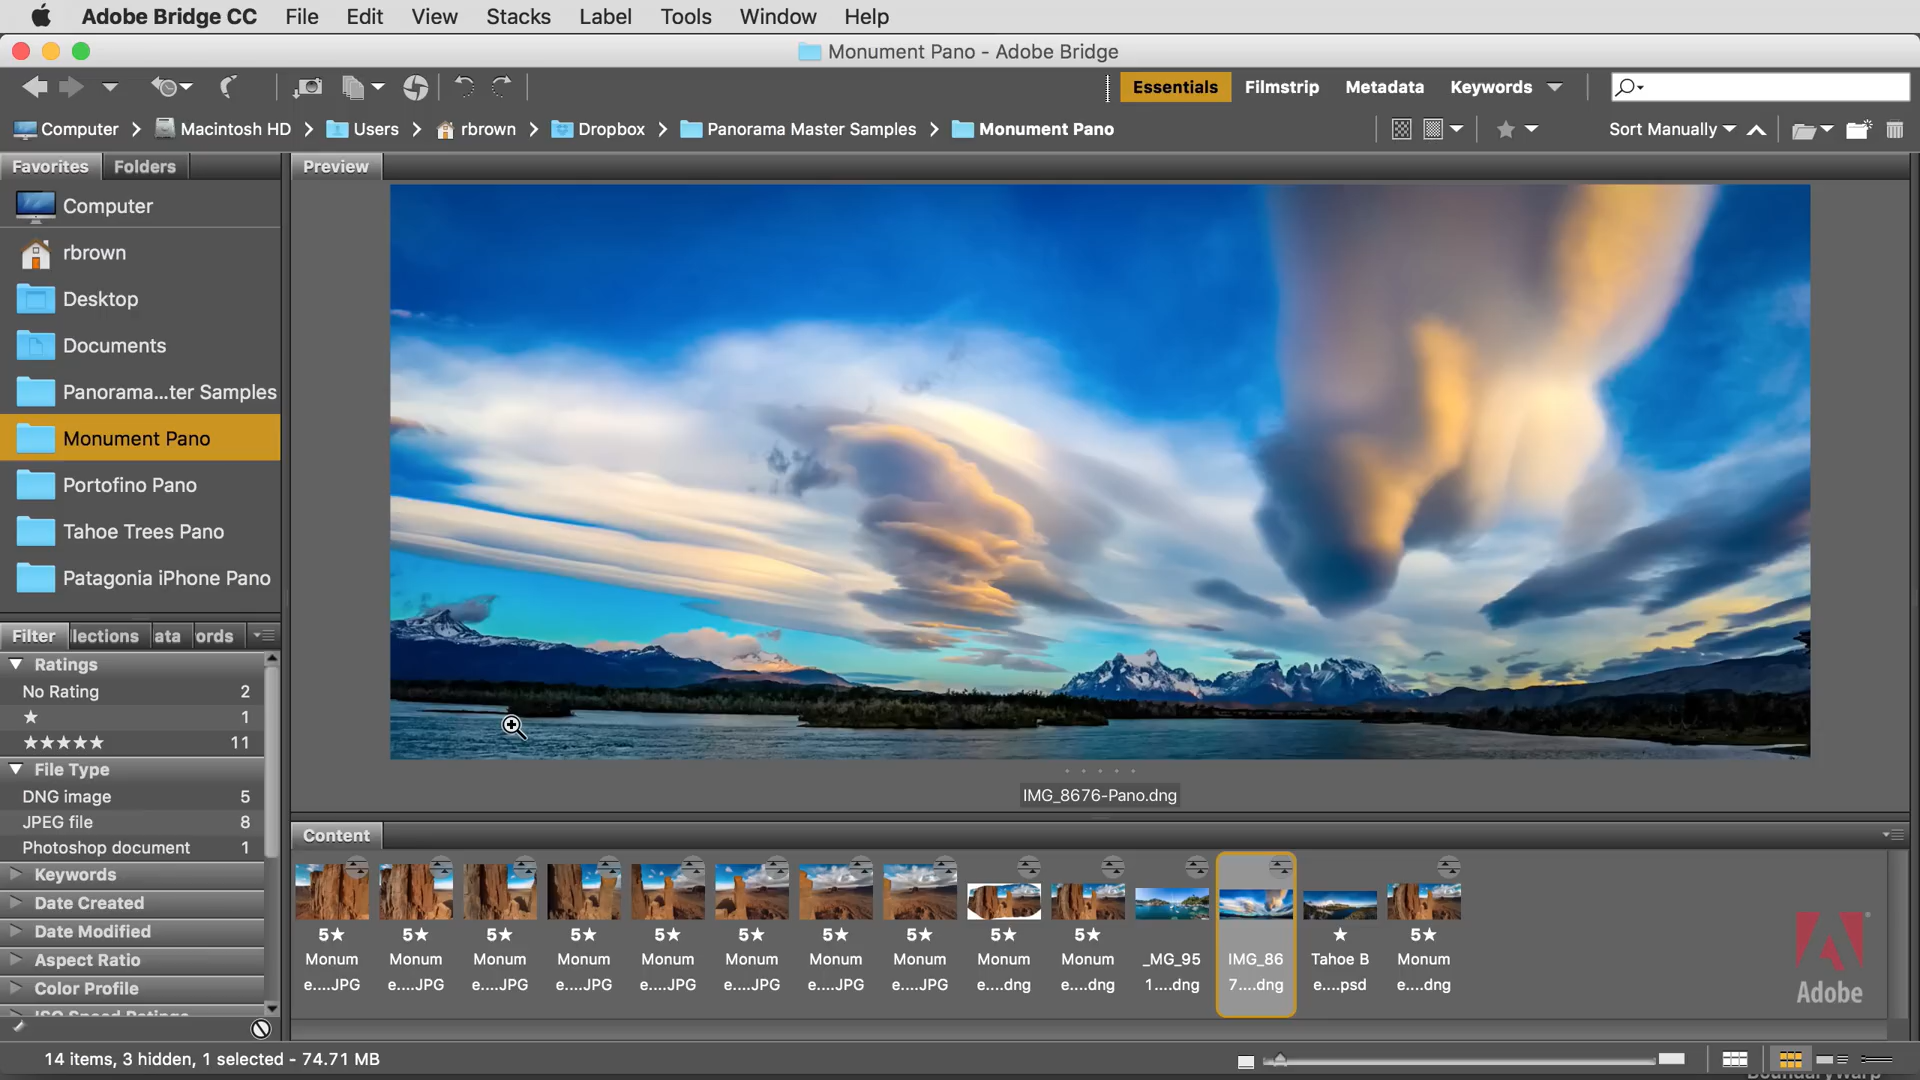 Adobe Bridge CC File Edit View Stacks Label Tools Window Help
Monument Pano - Adobe Bridge
Essentials Filmstrip Metadata Keywords
Computer Macintosh HD Users rbrown Dropbox Panorama Master Samples Monument Pano
Sort Manually
Favorites Folders
Preview
Computer
rbrown
Desktop
Documents
Panorama...ter Samples
Monument Pano
Portofino Pano
Tahoe Trees Pano
Patagonia iPhone Pano
Filter lections ata ords
Ratings
No Rating 2
★ 1
★★★★★ 11
File Type
DNG image 5
JPEG file 8
Photoshop document 1
Keywords
Date Created
Date Modified
Aspect Ratio
Color Profile
ISO Speed Ratings
IMG_8676-Pano.dng
Content
5★ 5★ 5★ 5★ 5★ 5★ 5★ 5★ 5★ 5★ ★ 5★
Monum Monum Monum Monum Monum Monum Monum Monum Monum Monum _MG_95 IMG_86 Tahoe B Monum
e....JPG e....JPG e....JPG e....JPG e....JPG e....JPG e....JPG e....JPG e....dng e....dng 1....dng 7....dng e....psd e....dng
Adobe
14 items, 3 hidden, 1 selected - 74.71 MB